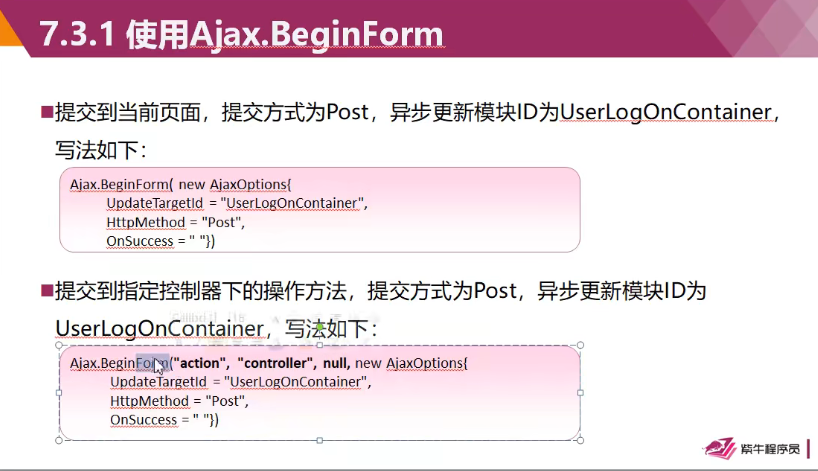 7.3.1 使用Ajax.BeginForm
提交到当前页面，提交方式为Post，异步更新模块ID为UserLogOnContainer，
写法如下：
Ajax.BeginForm( new AjaxOptions{
UpdateTargetId = "UserLogOnContainer",
HttpMethod = "Post",
OnSuccess = " "})
提交到指定控制器下的操作方法，提交方式为Post，异步更新模块ID为
UserLogOnContainer，写法如下：
Ajax.BeginForm("action", "controller", null, new AjaxOptions{
UpdateTargetId = "UserLogOnContainer",
HttpMethod = "Post",
OnSuccess = " "})
紫牛程序员